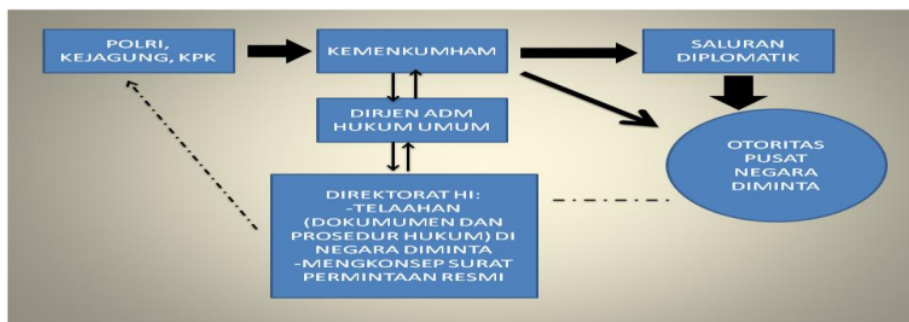 POLRI,
KEJAGUNG, KPK
KEMENKUMHAM
SALURAN
DIPLOMATIK
DIRJEN ADM
HUKUM UMUM
OTORITAS
PUSAT
NEGARA
DIMINTA
DIREKTORAT HI:
-TELAAHAN
(DOKUMUMEN DAN
PROSEDUR HUKUM) DI
NEGARA DIMINTA
-MENGKONSEP SURAT
PERMINTAAN RESMI